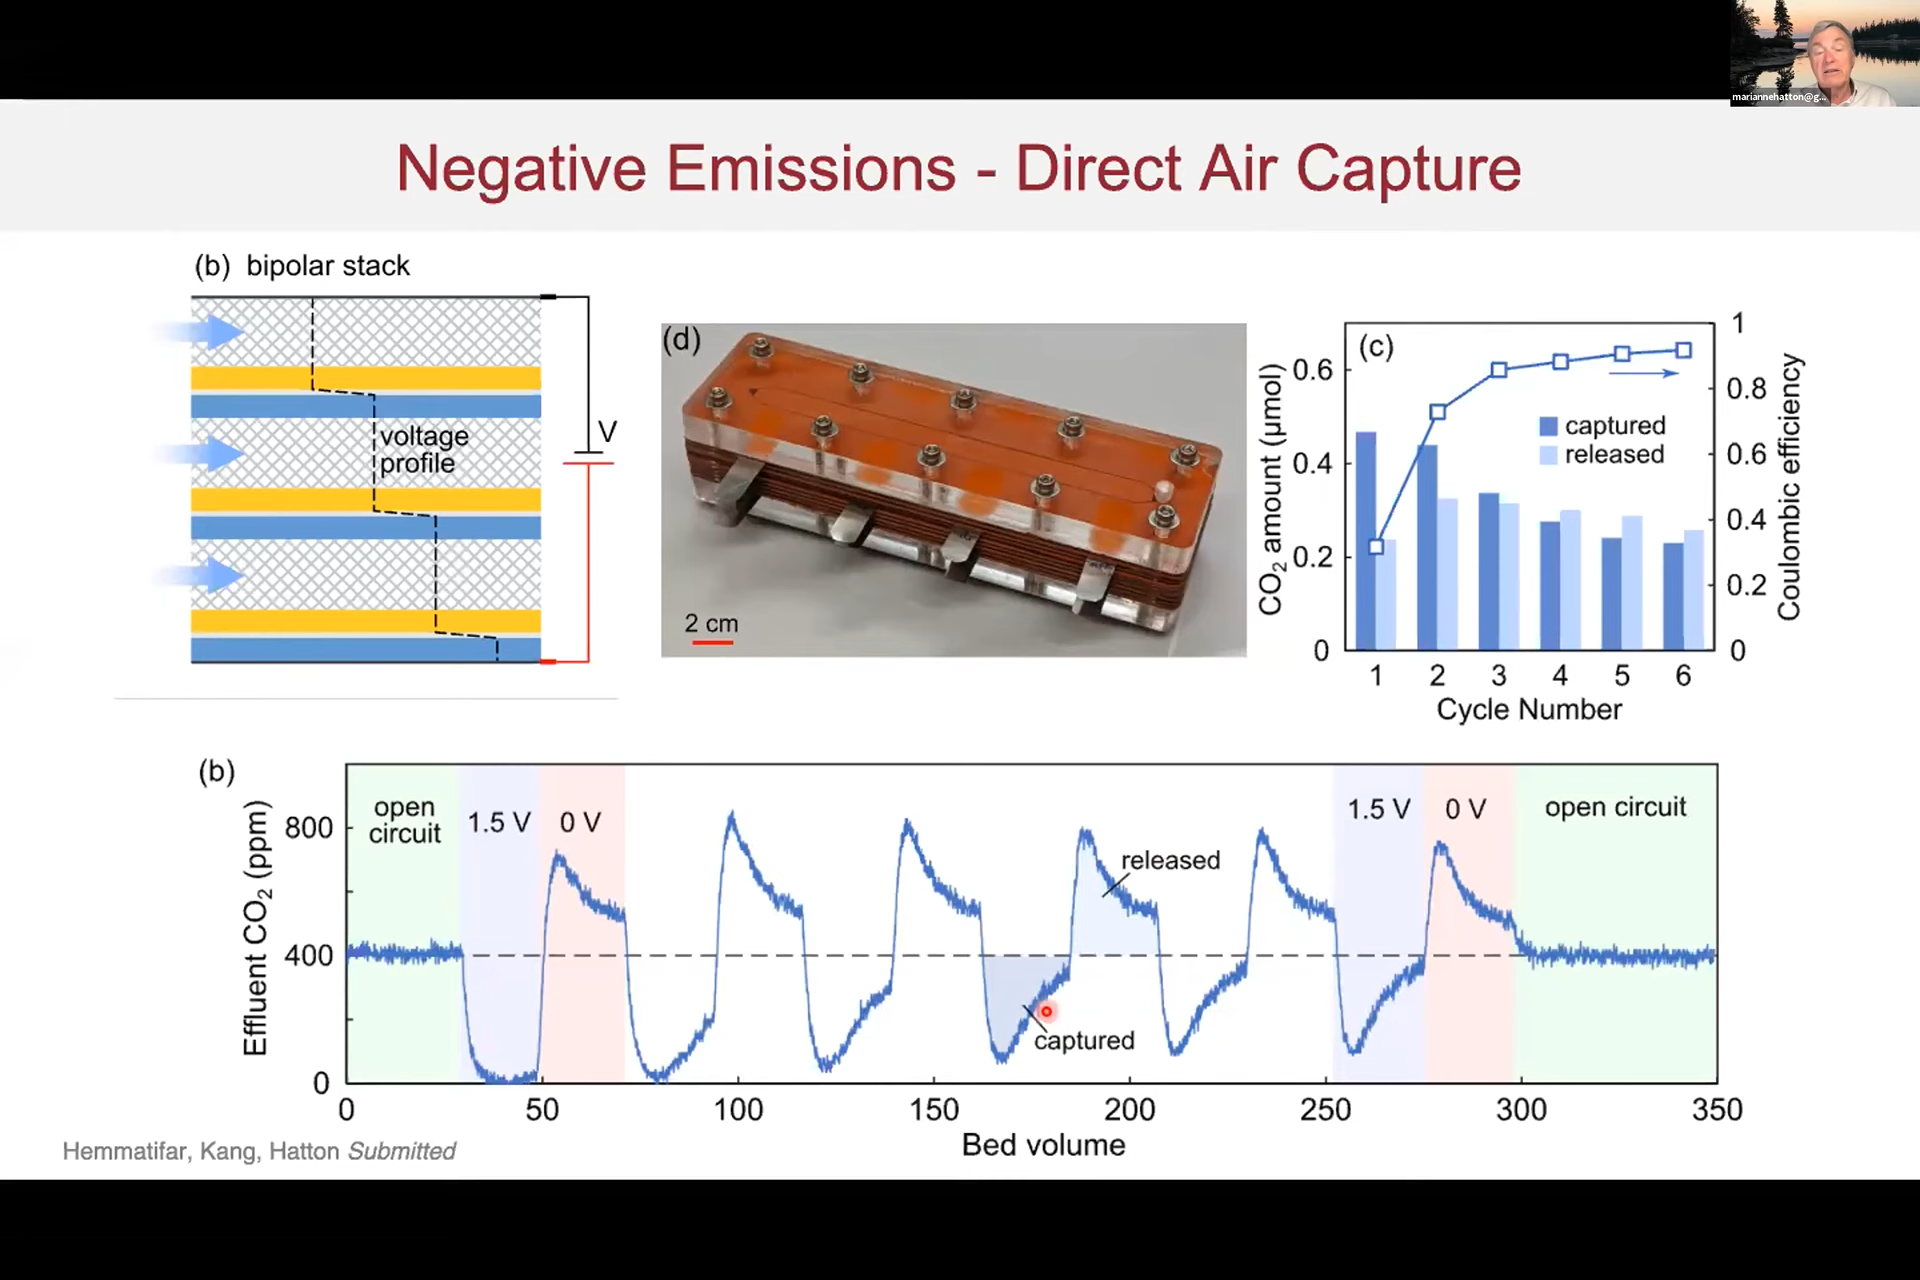 mariannehatton@g...
Negative Emissions - Direct Air Capture
(b) bipolar stack
voltage
profile
V
(d)
2 cm
(c)
CO2 amount (μmol)
0.6
0.4
0.2
0
1
0.8
0.6
0.4
0.2
0
Coulombic efficiency
captured
released
1 2 3 4 5 6
Cycle Number
(b)
Effluent CO2 (ppm)
800
400
0
open
circuit
1.5 V
0 V
released
captured
1.5 V
0 V
open circuit
0 50 100 150 200 250 300 350
Bed volume
Hemmatifar, Kang, Hatton Submitted